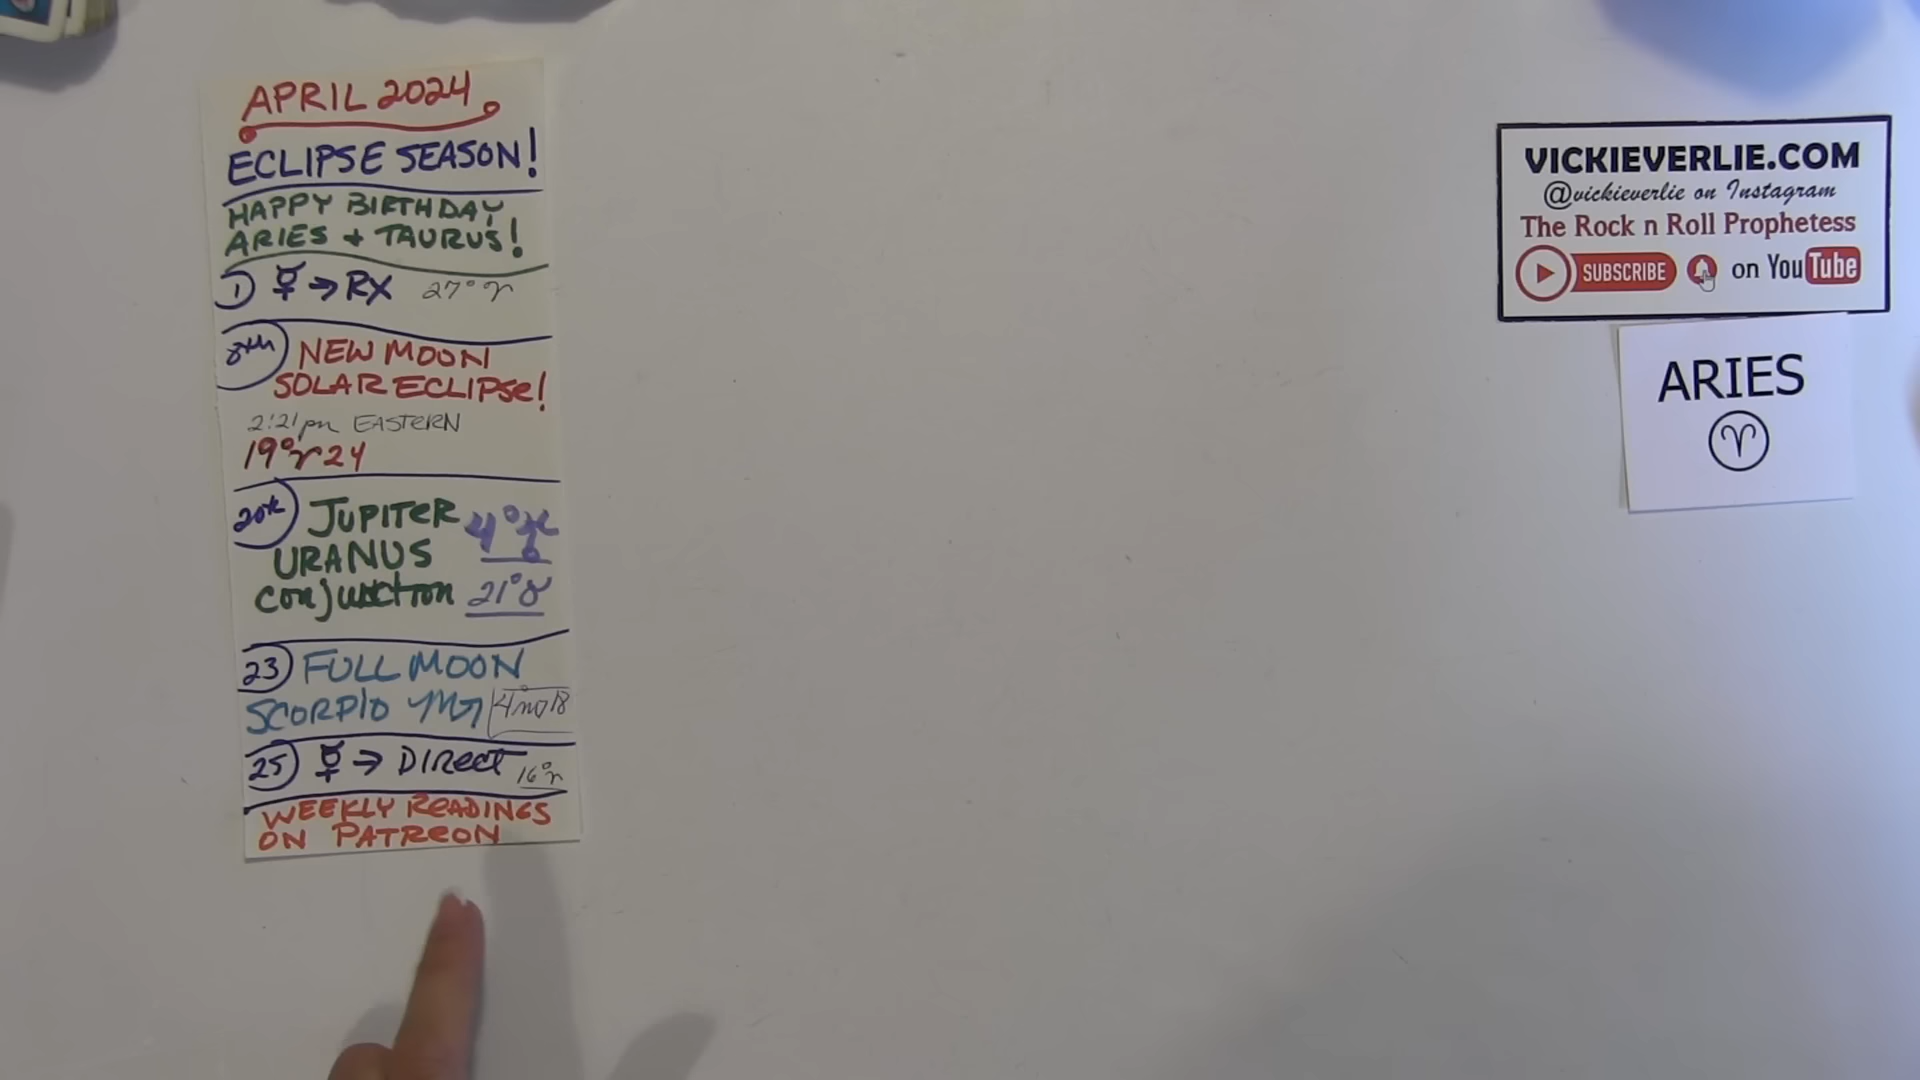 APRIL 2024
ECLIPSE SEASON!
HAPPY BIRTHDAY
ARIES + TAURUS!
1 ☿ → RX 27° ♈
8th NEW MOON
SOLAR ECLIPSE!
2:21pm EASTERN
19°♈24
20th JUPITER
URANUS
conjunction
21°♉
23 FULL MOON
SCORPIO ♏ 4°♏18
25 ☿ → DIRECT 16°♈
WEEKLY READINGS
ON PATREON
VICKIEVERLIE.COM
@vickieverlie on Instagram
The Rock n Roll Prophetess
SUBSCRIBE on YouTube
ARIES
♈